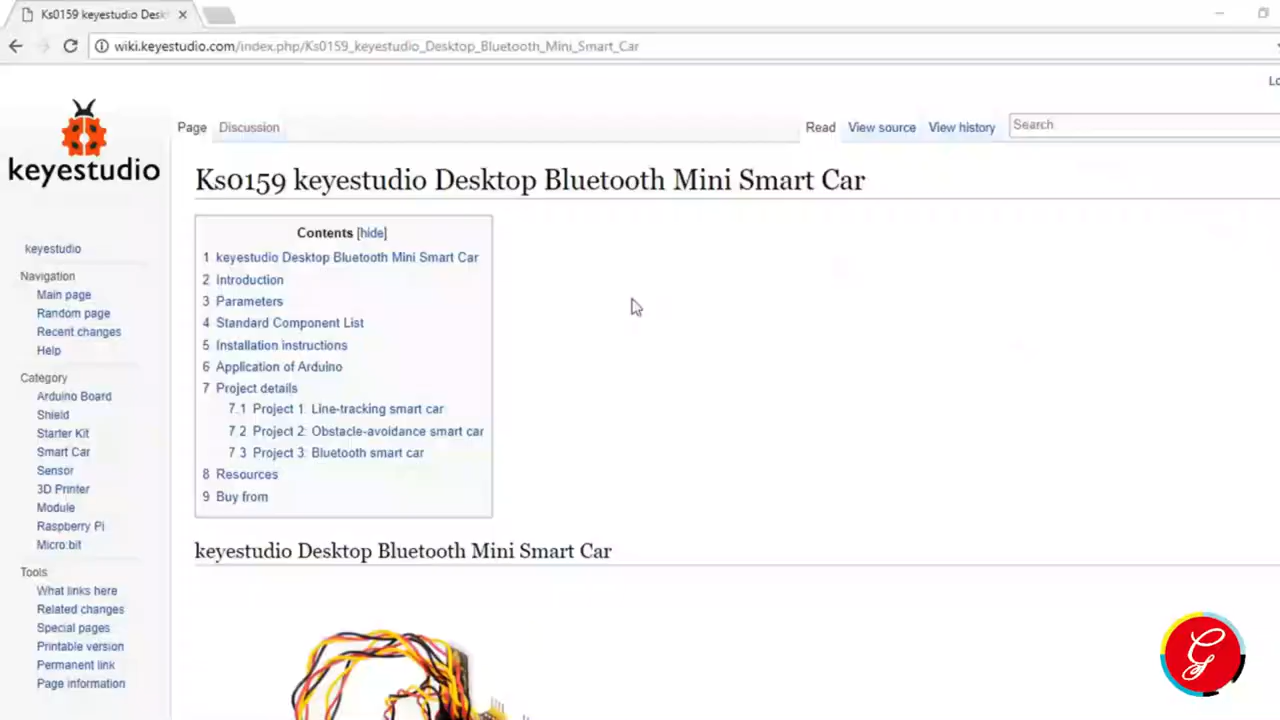 Ks0159 keyestudio Desk
wiki.keyestudio.com/index.php/Ks0159_keyestudio_Desktop_Bluetooth_Mini_Smart_Car
Lo
keyestudio
Page
Discussion
Read
View source
View history
Search
Ks0159 keyestudio Desktop Bluetooth Mini Smart Car
Contents [hide]
1 keyestudio Desktop Bluetooth Mini Smart Car
2 Introduction
3 Parameters
4 Standard Component List
5 Installation instructions
6 Application of Arduino
7 Project details
7.1 Project 1: Line-tracking smart car
7.2 Project 2: Obstacle-avoidance smart car
7.3 Project 3: Bluetooth smart car
8 Resources
9 Buy from
keyestudio Desktop Bluetooth Mini Smart Car
keyestudio
Navigation
Main page
Random page
Recent changes
Help
Category
Arduino Board
Shield
Starter Kit
Smart Car
Sensor
3D Printer
Module
Raspberry Pi
Micro:bit
Tools
What links here
Related changes
Special pages
Printable version
Permanent link
Page information
G